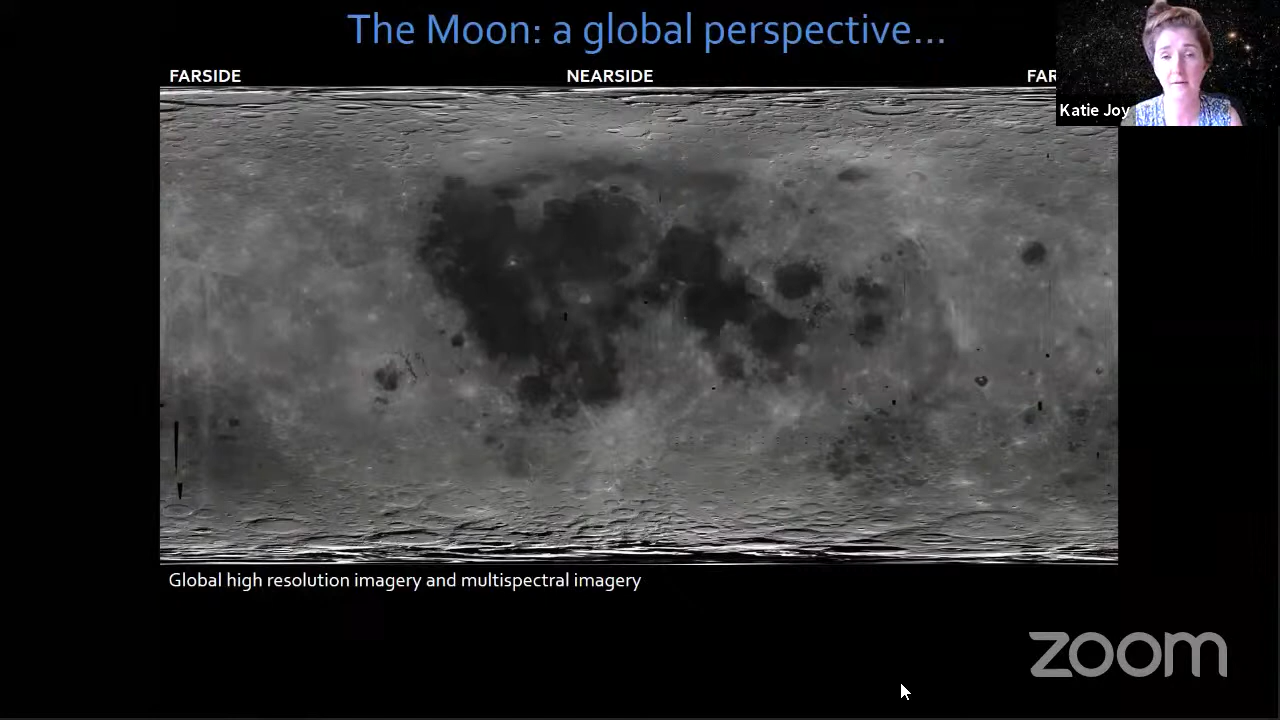 The Moon: a global perspective...
FARSIDE NEARSIDE FAR
Katie Joy
Global high resolution imagery and multispectral imagery
zoom